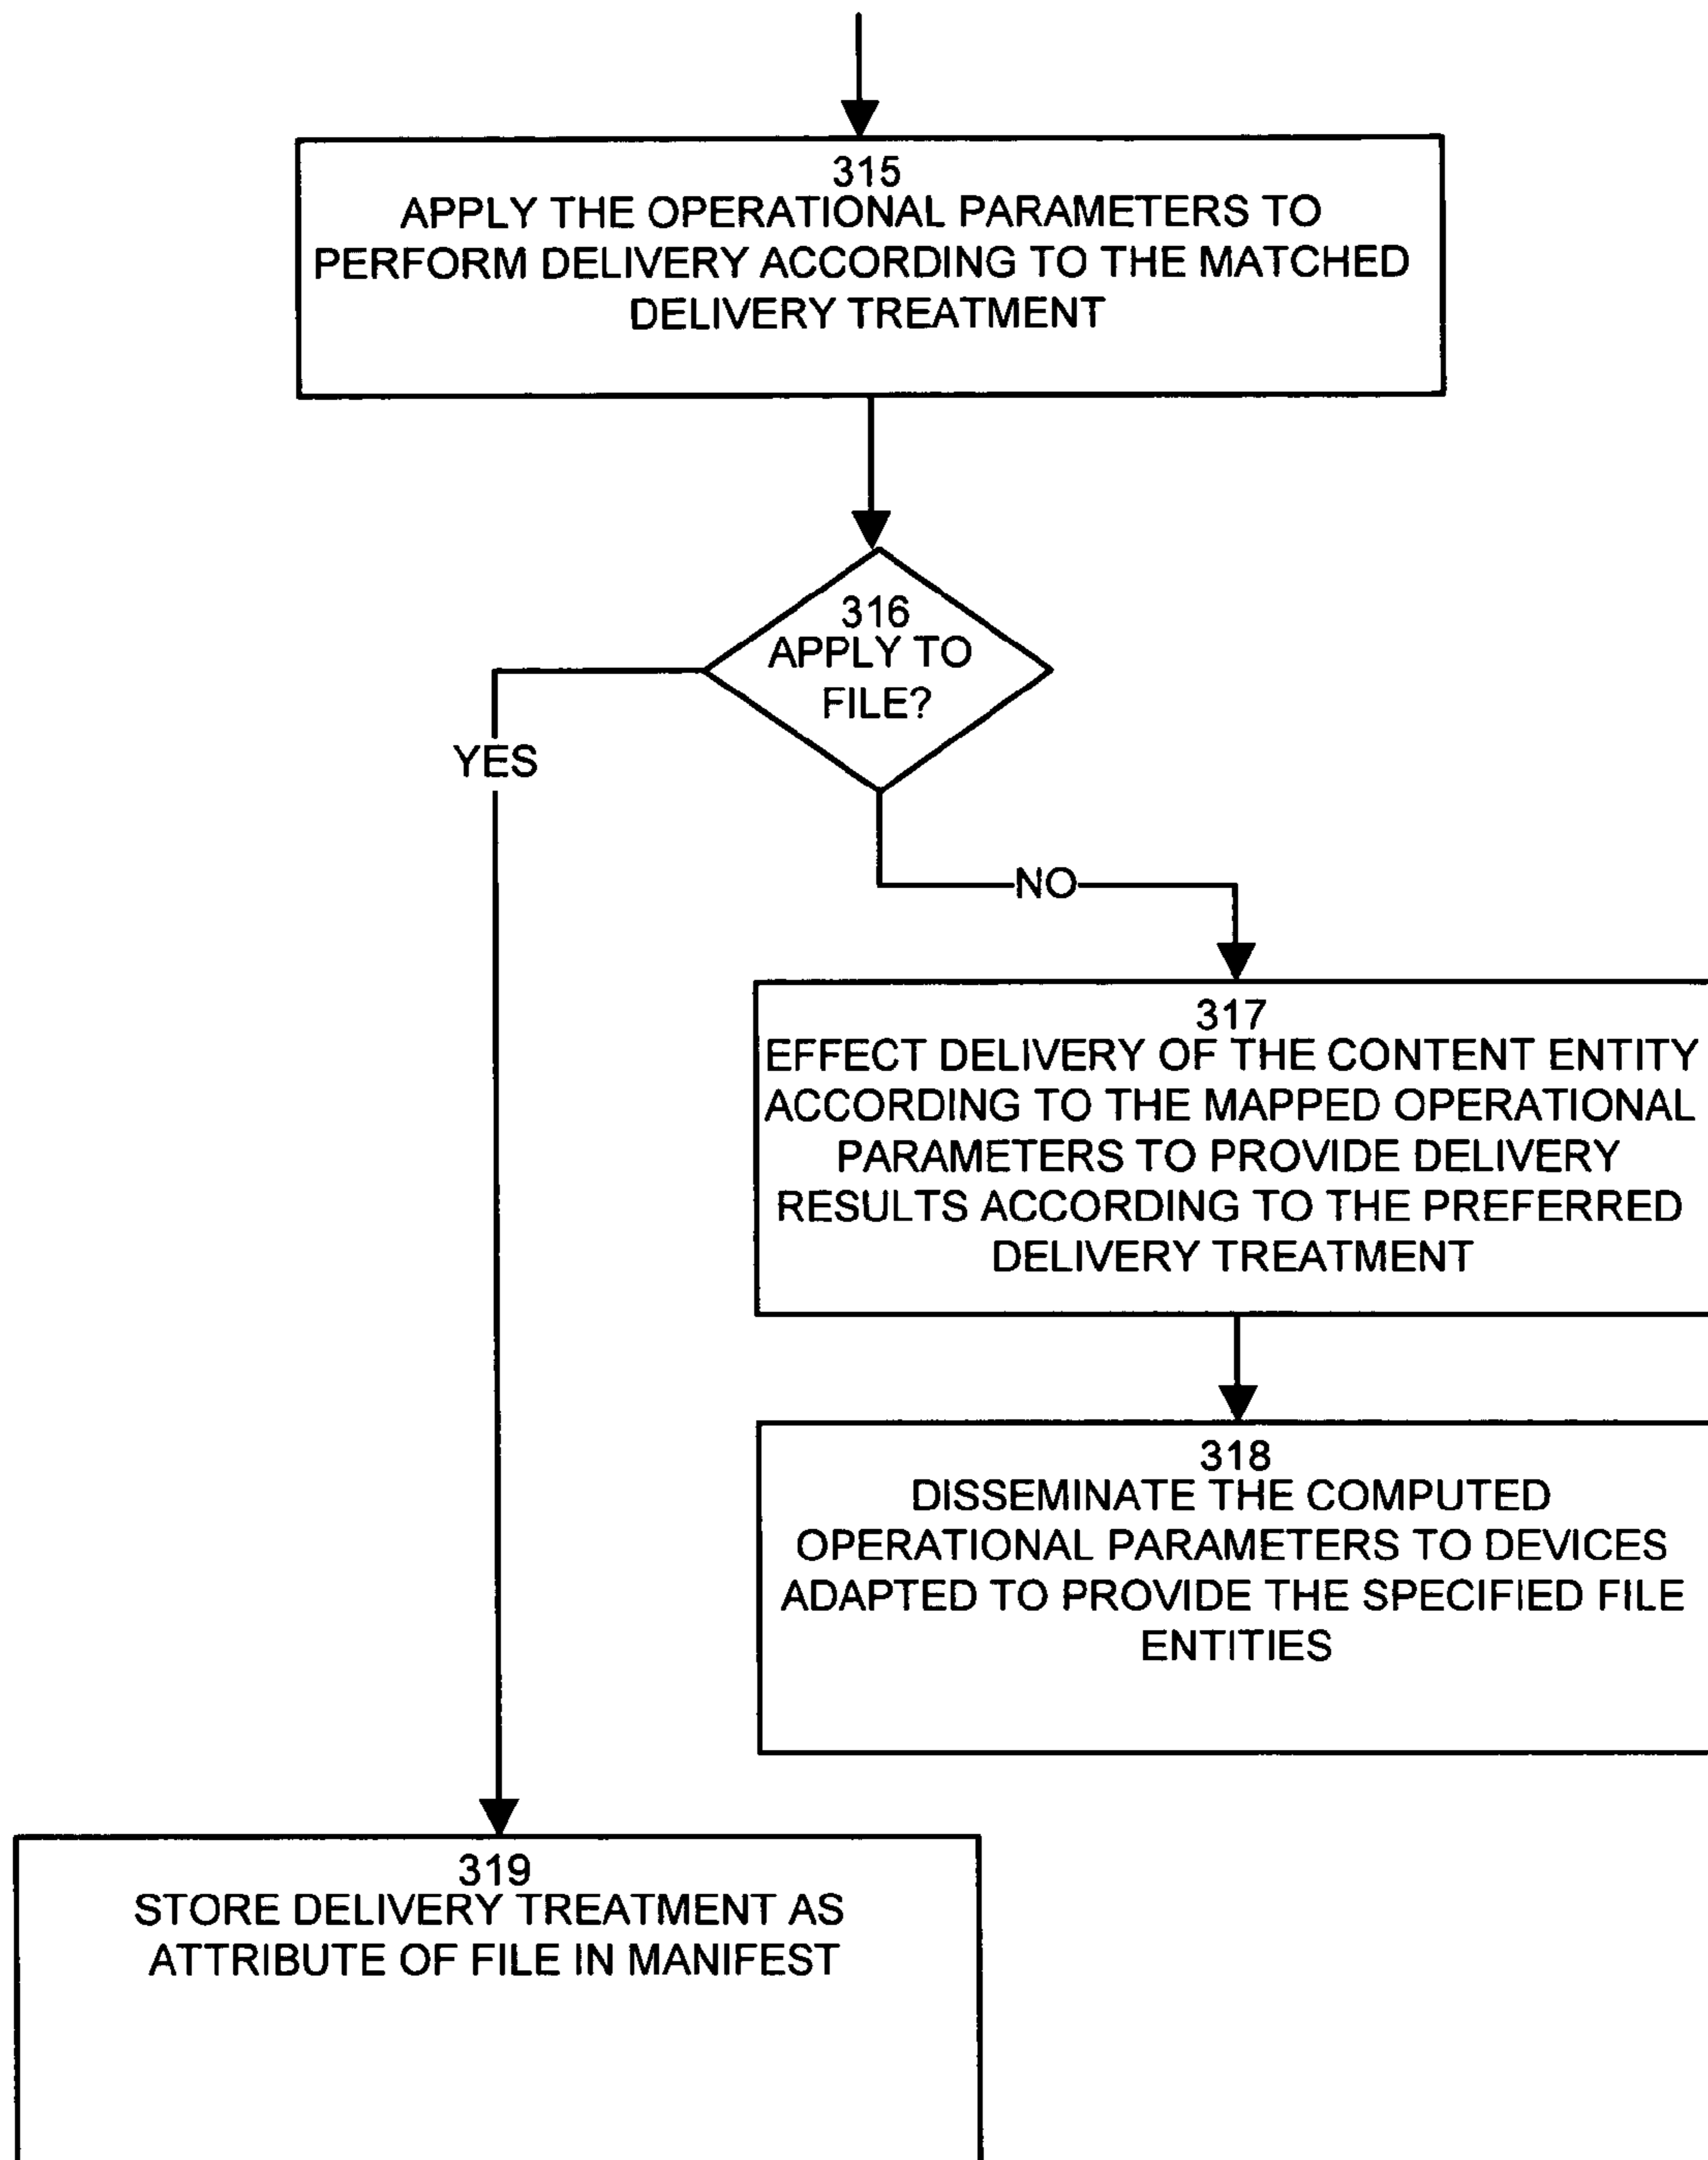 315
APPLY THE OPERATIONAL PARAMETERS TO
PERFORM DELIVERY ACCORDING TO THE MATCHED
DELIVERY TREATMENT
316
APPLY TO
FILE?
YES
NO
317
EFFECT DELIVERY OF THE CONTENT ENTITY
ACCORDING TO THE MAPPED OPERATIONAL
PARAMETERS TO PROVIDE DELIVERY
RESULTS ACCORDING TO THE PREFERRED
DELIVERY TREATMENT
318
DISSEMINATE THE COMPUTED
OPERATIONAL PARAMETERS TO DEVICES
ADAPTED TO PROVIDE THE SPECIFIED FILE
ENTITIES
319
STORE DELIVERY TREATMENT AS
ATTRIBUTE OF FILE IN MANIFEST